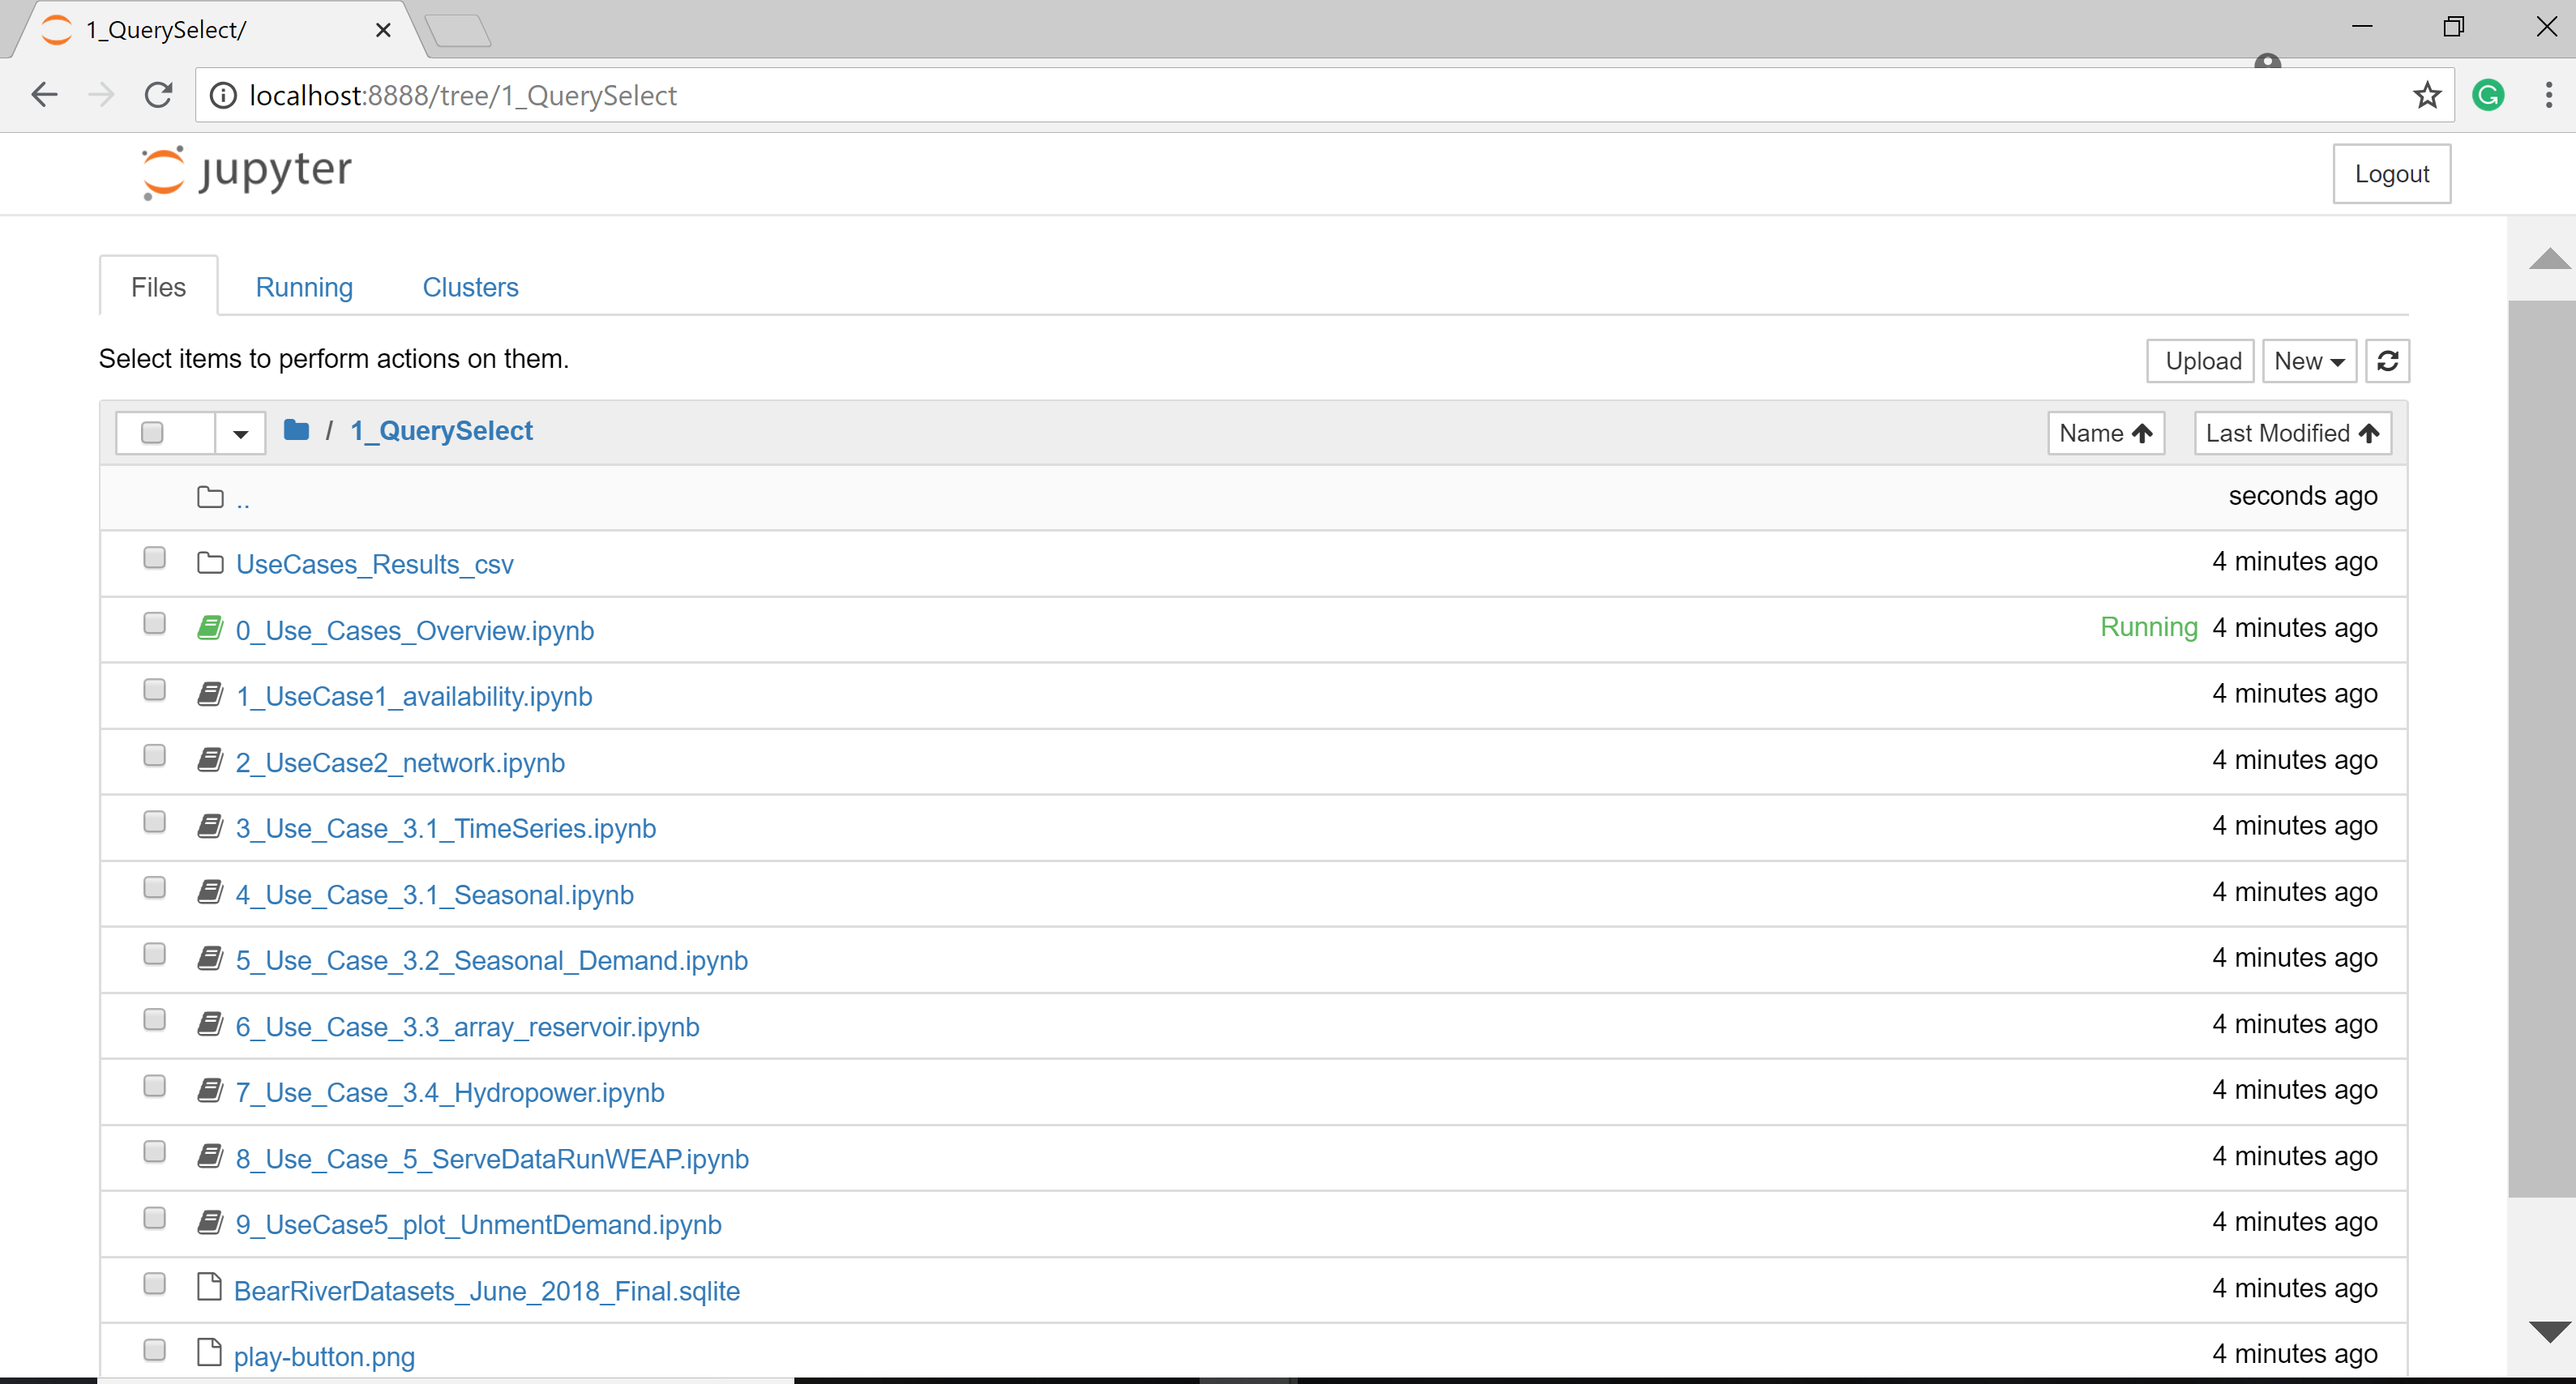 1_QuerySelect/
localhost:8888/tree/1_QuerySelect
jupyter
Logout
Files Running Clusters
Select items to perform actions on them.
Upload New
/ 1_QuerySelect Name Last Modified
.. seconds ago
UseCases_Results_csv 4 minutes ago
0_Use_Cases_Overview.ipynb Running 4 minutes ago
1_UseCase1_availability.ipynb 4 minutes ago
2_UseCase2_network.ipynb 4 minutes ago
3_Use_Case_3.1_TimeSeries.ipynb 4 minutes ago
4_Use_Case_3.1_Seasonal.ipynb 4 minutes ago
5_Use_Case_3.2_Seasonal_Demand.ipynb 4 minutes ago
6_Use_Case_3.3_array_reservoir.ipynb 4 minutes ago
7_Use_Case_3.4_Hydropower.ipynb 4 minutes ago
8_Use_Case_5_ServeDataRunWEAP.ipynb 4 minutes ago
9_UseCase5_plot_UnmentDemand.ipynb 4 minutes ago
BearRiverDatasets_June_2018_Final.sqlite 4 minutes ago
play-button.png 4 minutes ago